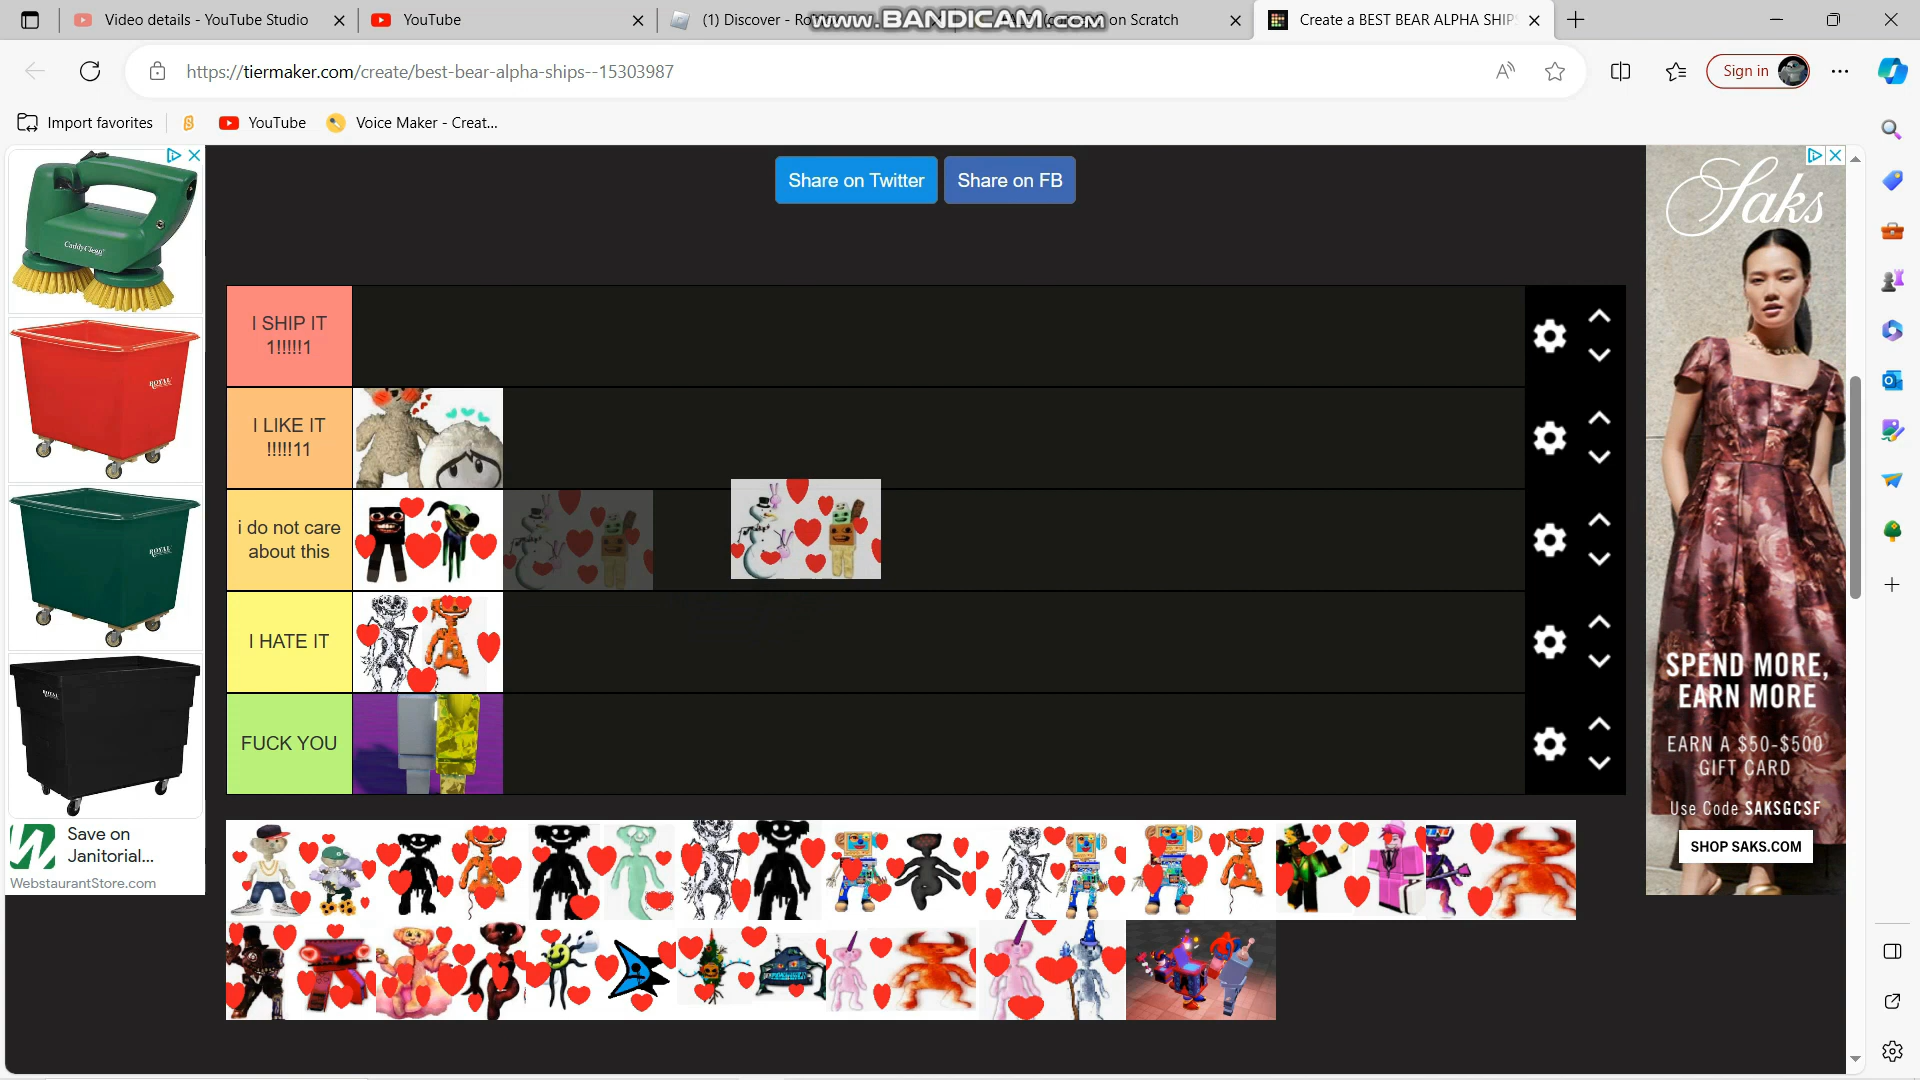 Video details - YouTube Studio
YouTube
(1) Discover - Ro
on Scratch
Create a BEST BEAR ALPHA SHIP
www.BANDICAM.com
https://tiermaker.com/create/best-bear-alpha-ships--15303987
Sign in
Import favorites
YouTube
Voice Maker - Creat...
Share on Twitter
Share on FB
I SHIP IT
1!!!!!1
I LIKE IT
!!!!!11
i do not care
about this
I HATE IT
FUCK YOU
CaddyClean
ROYAL
ROYAL
ROYAL
Save on
Janitorial...
WebstaurantStore.com
Saks
SPEND MORE,
EARN MORE
EARN A $50-$500
GIFT CARD
Use Code SAKSGCSF
SHOP SAKS.COM